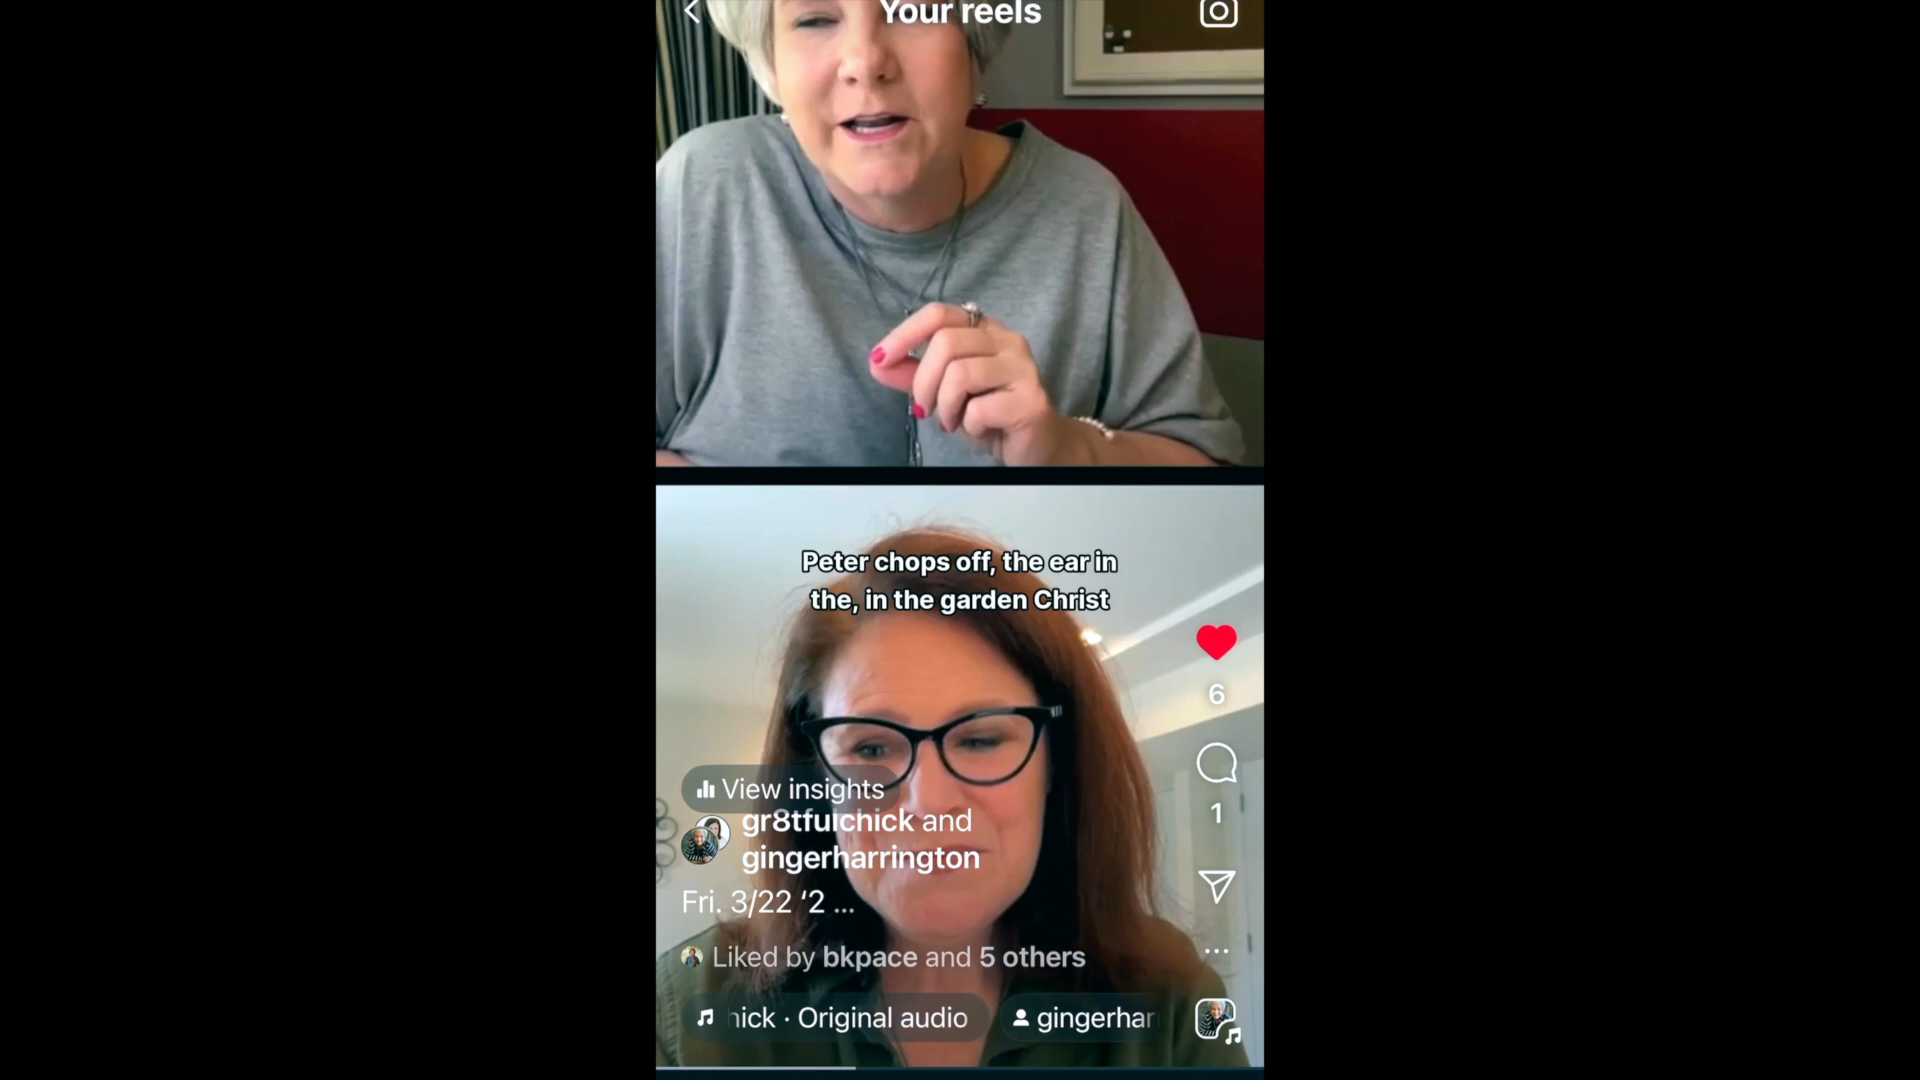 Your reels
Peter chops off, the ear in
the, in the garden Christ
6
View insights
gr8tfulchick and
gingerharrington
1
Fri. 3/22 ‘2 ...
Liked by bkpace and 5 others
hick · Original audio
gingerhar